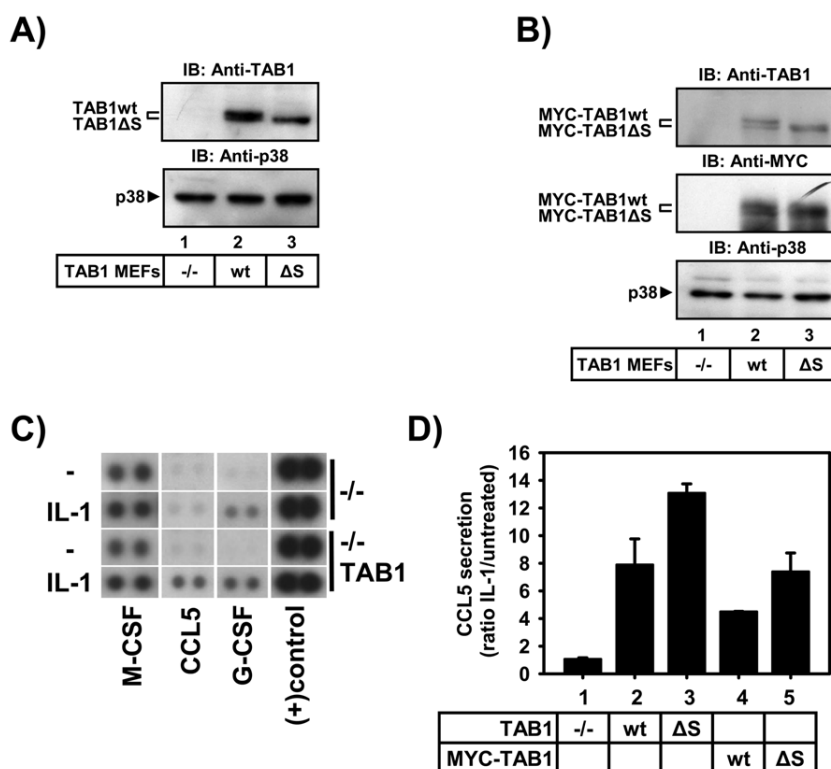 A)
IB: Anti-TAB1
TAB1wt
TAB1ΔS
IB: Anti-p38
p38
1 2 3
TAB1 MEFs -/- wt ΔS
B)
IB: Anti-TAB1
MYC-TAB1wt
MYC-TAB1ΔS
IB: Anti-MYC
MYC-TAB1wt
MYC-TAB1ΔS
IB: Anti-p38
p38
1 2 3
TAB1 MEFs -/- wt ΔS
C)
-
IL-1
-/-
-
IL-1
-/-
TAB1
M-CSF
CCL5
G-CSF
(+)control
D)
CCL5 secretion
(ratio IL-1/untreated)
16
14
12
10
8
6
4
2
0
1 2 3 4 5
TAB1 -/- wt ΔS
MYC-TAB1 wt ΔS